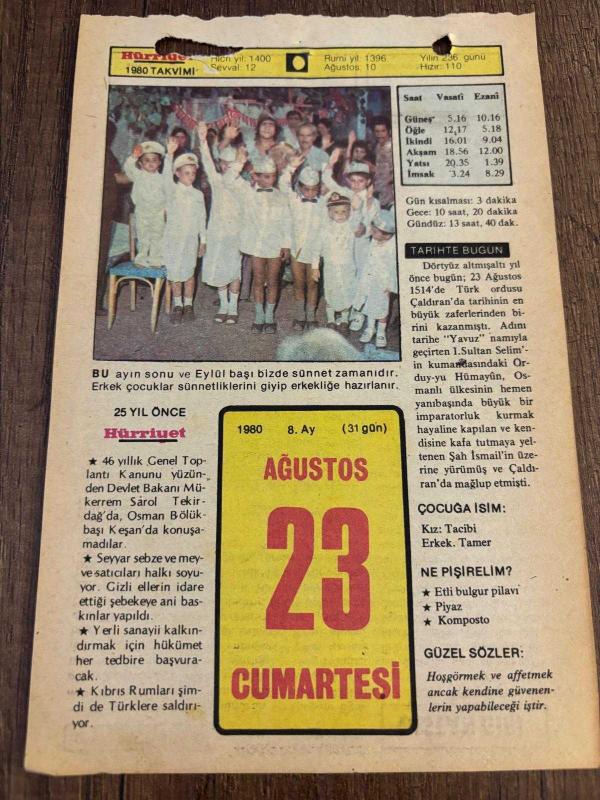 Hürriyet
1980 TAKVİMİ
Hicri yıl: 1400
Şevval: 12
Rumi yıl: 1396
Ağustos: 10
Yılın 236 günü
Hızır: 110
Saat Vasatî Ezanî
Güneş 5.16 10.16
Öğle 12.17 5.18
İkindi 16.01 9.04
Akşam 18.56 12.00
Yatsı 20.35 1.39
İmsak 3.24 8.29
Gün kısalması: 3 dakika
Gece: 10 saat, 20 dakika
Gündüz: 13 saat, 40 dak.
BU ayın sonu ve Eylül başı bizde sünnet zamanıdır.
Erkek çocuklar sünnetliklerini giyip erkekliğe hazırlanır.
TARIHTE BUGÜN
Dörtyüz altmışaltı yıl
önce bugün; 23 Ağustos
1514'de Türk ordusu
Çaldıran'da tarihinin en
büyük zaferlerinden bi-
rini kazanmıştı. Adını
tarihe "Yavuz" namıyla
geçirten 1.Sultan Selim'-
in kumandasındaki Or-
du-yu Hümayûn, Os-
manlı ülkesinin hemen
yanıbaşında büyük bir
imparatorluk kurmak
hayaline kapılan ve ken-
disine kafa tutmaya yel-
tenen Şah İsmail'in üze-
rine yürümüş ve Çaldı-
ran'da mağlup etmişti.
25 YIL ÖNCE
Hürriyet
★ 46 yıllık Genel Top-
lantı Kanunu yüzün-
den Devlet Bakanı Mü-
kerrem Sârol Tekir-
dağ'da, Osman Bölük-
başı Keşan'da konuşa-
madılar.
★ Seyyar sebze ve mey-
ve satıcıları halkı soyu-
yor. Gizli ellerin idare
ettiği şebekeye ani bas-
kınlar yapıldı.
★ Yerli sanayii kalkın-
dırmak için hükümet
her tedbire başvura-
cak.
★ Kıbrıs Rumları şim-
di de Türklere saldırı-
yor.
1980 8. Ay (31 gün)
AĞUSTOS
23
CUMARTESİ
ÇOCUĞA İSİM:
Kız: Tacibi
Erkek. Tamer
NE PİŞİRELİM?
★ Etli bulgur pilavı
★ Piyaz
★ Komposto
GÜZEL SÖZLER:
Hoşgörmek ve affetmek
ancak kendine güvenen-
lerin yapabileceği iştir.